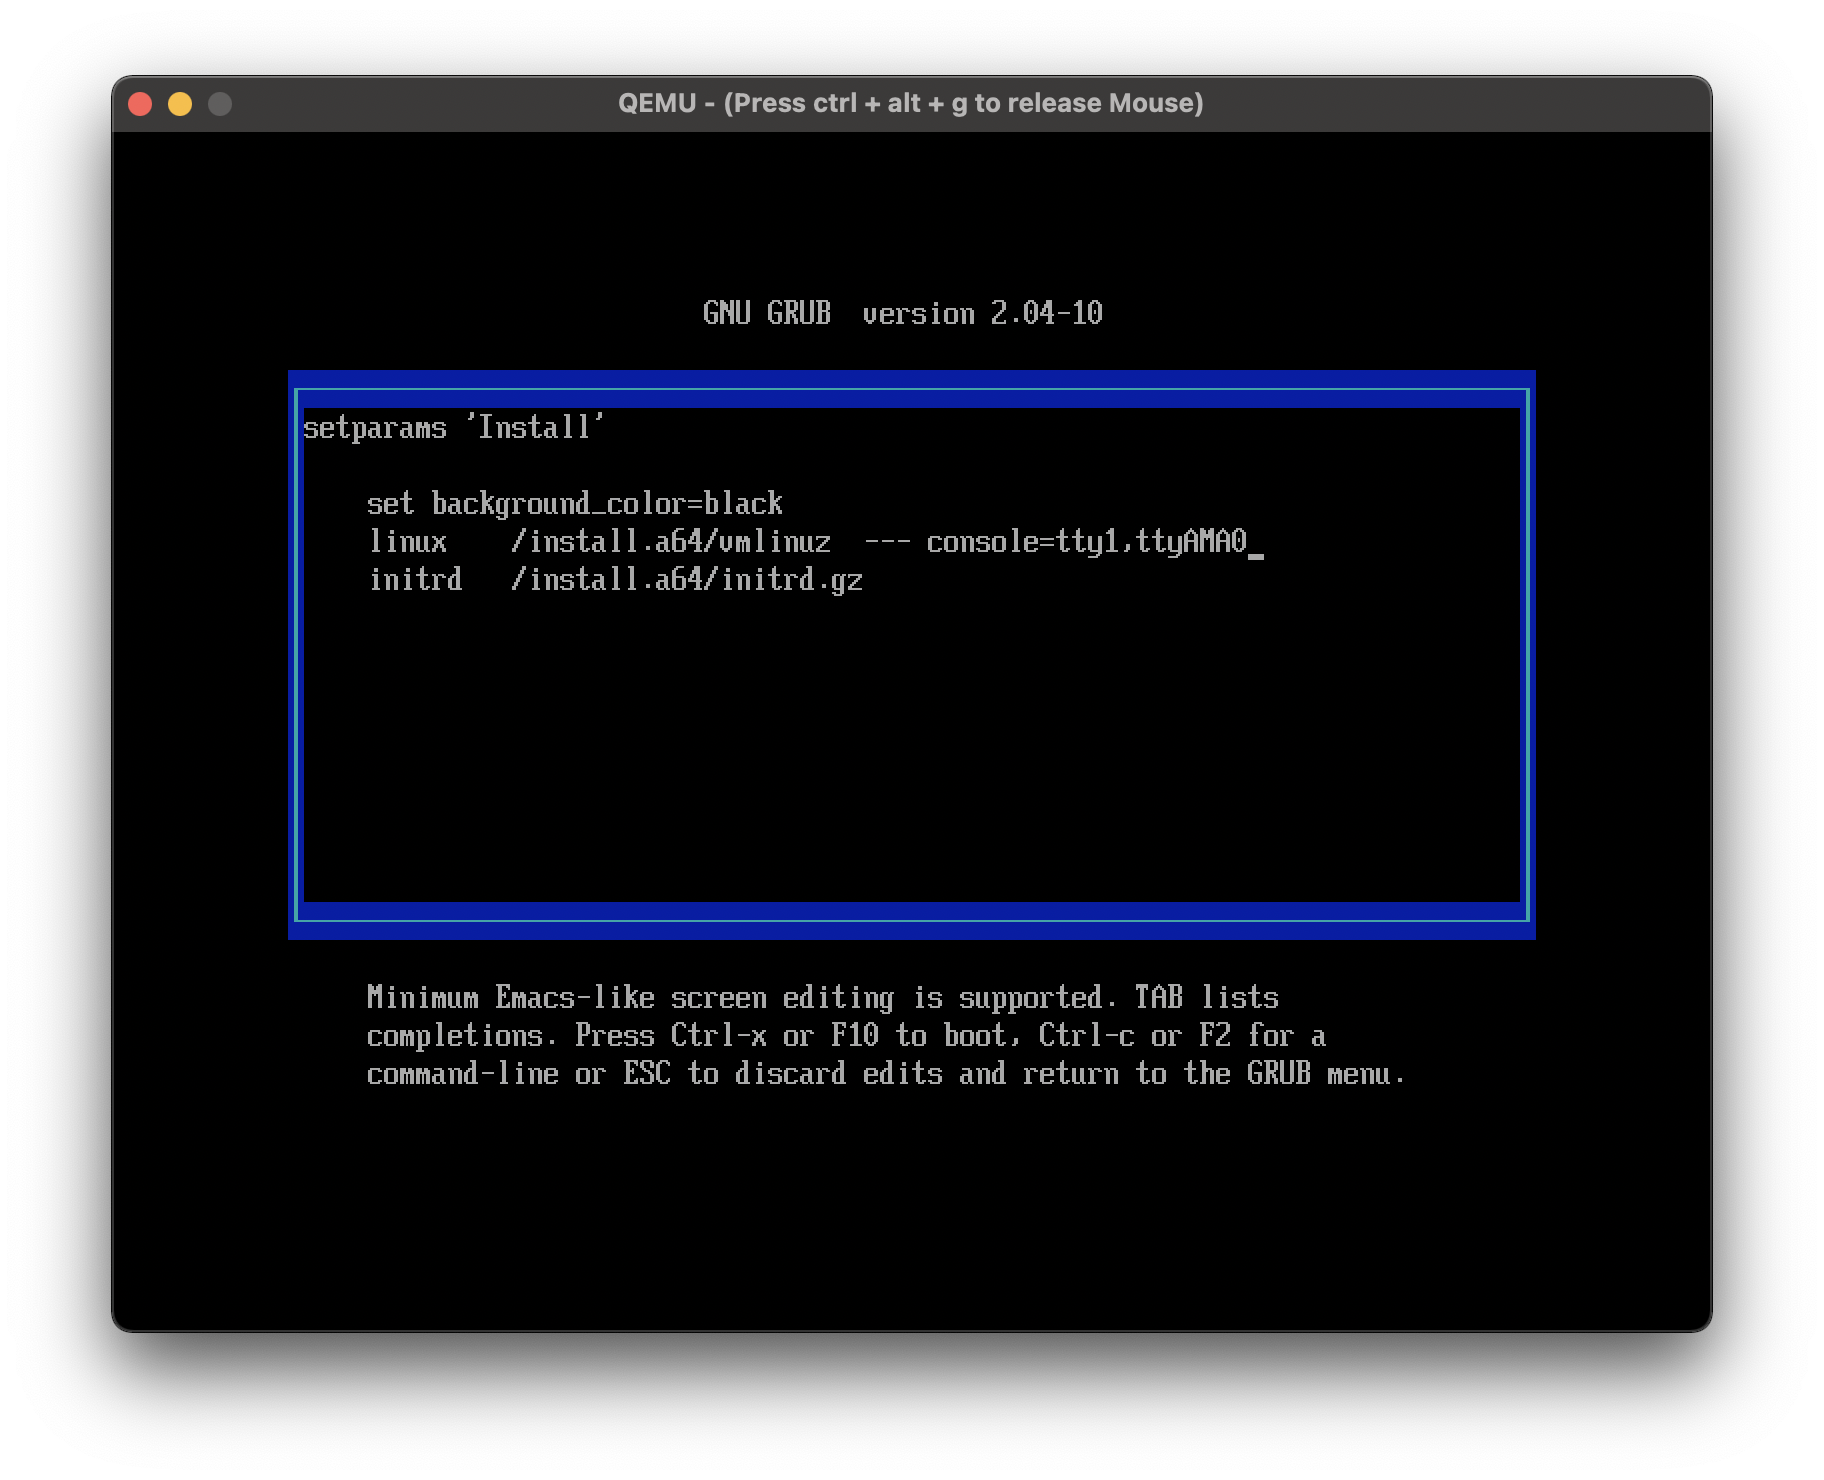 QEMU - (Press ctrl + alt + g to release Mouse)
GNU GRUB  version 2.04-10
setparams 'Install'
set background_color=black
linux    /install.a64/vmlinuz  --- console=tty1,ttyAMA0_
initrd   /install.a64/initrd.gz
Minimum Emacs-like screen editing is supported. TAB lists
completions. Press Ctrl-x or F10 to boot, Ctrl-c or F2 for a
command-line or ESC to discard edits and return to the GRUB menu.